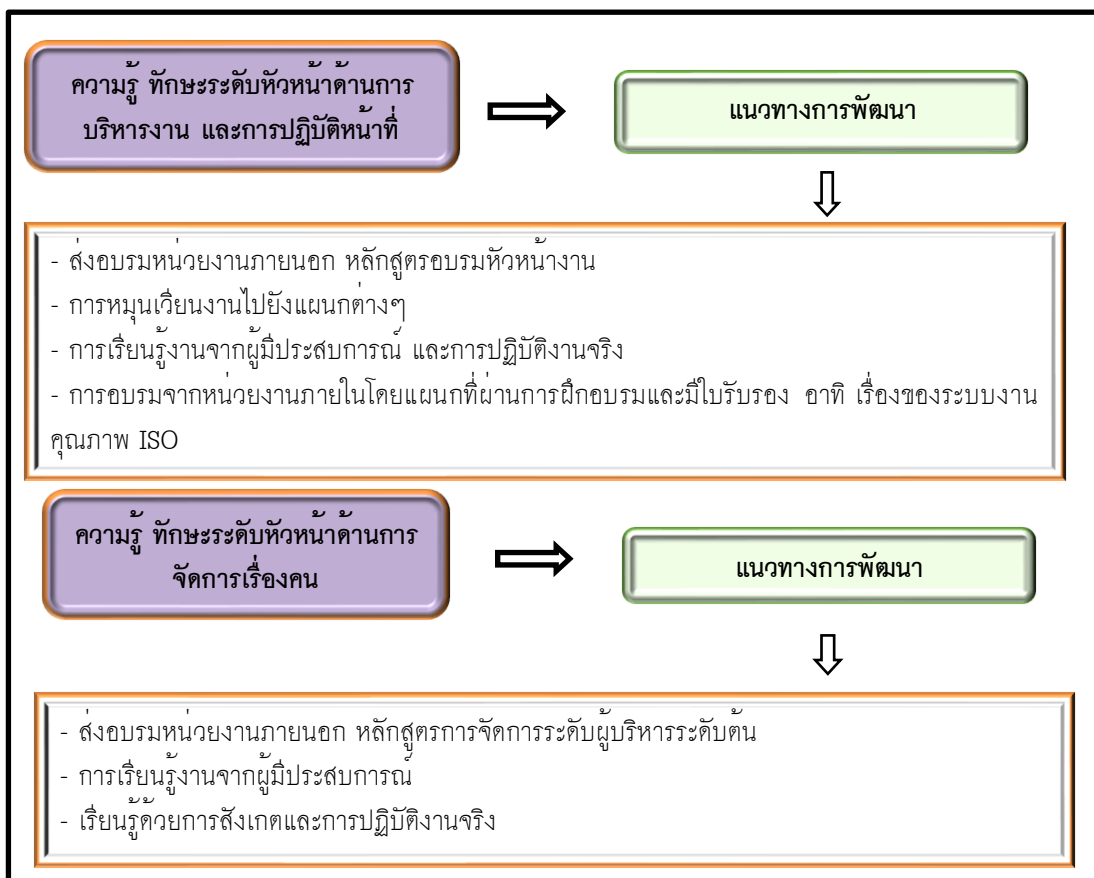 ความรู้ ทักษะระดับหัวหน้าด้านการ
บริหารงาน และการปฏิบัติหน้าที่
แนวทางการพัฒนา
- ส่งอบรมหน่วยงานภายนอก หลักสูตรอบรมหัวหน้างาน
- การหมุนเวียนงานไปยังแผนกต่างๆ
- การเรียนรู้งานจากผู้มีประสบการณ์ และการปฏิบัติงานจริง
- การอบรมจากหน่วยงานภายในโดยแผนกที่ผ่านการฝึกอบรมและมีใบรับรอง อาทิ เรื่องของระบบงาน
คุณภาพ ISO
ความรู้ ทักษะระดับหัวหน้าด้านการ
จัดการเรื่องคน
แนวทางการพัฒนา
- ส่งอบรมหน่วยงานภายนอก หลักสูตรการจัดการระดับผู้บริหารระดับต้น
- การเรียนรู้งานจากผู้มีประสบการณ์
- เรียนรู้ด้วยการสังเกตและการปฏิบัติงานจริง